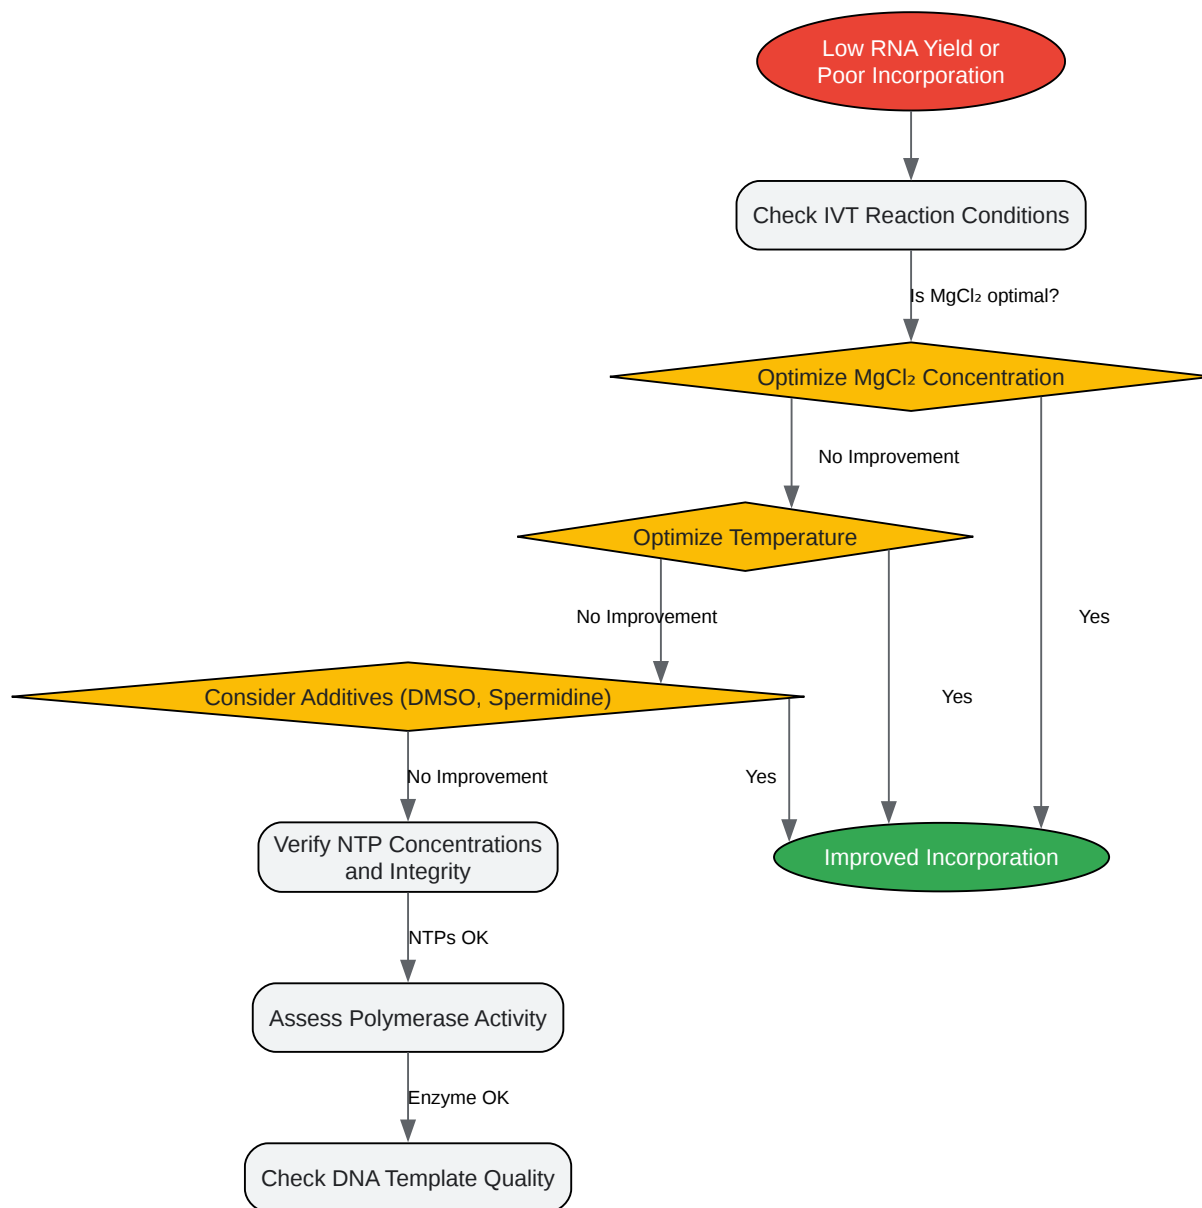 Low RNA Yield or
Poor Incorporation
Check IVT Reaction Conditions
Is MgCl₂ optimal?
Optimize MgCl₂ Concentration
No Improvement
Optimize Temperature
No Improvement
Yes
Consider Additives (DMSO, Spermidine)
Yes
No Improvement
Yes
Verify NTP Concentrations
and Integrity
Improved Incorporation
NTPs OK
Assess Polymerase Activity
Enzyme OK
Check DNA Template Quality